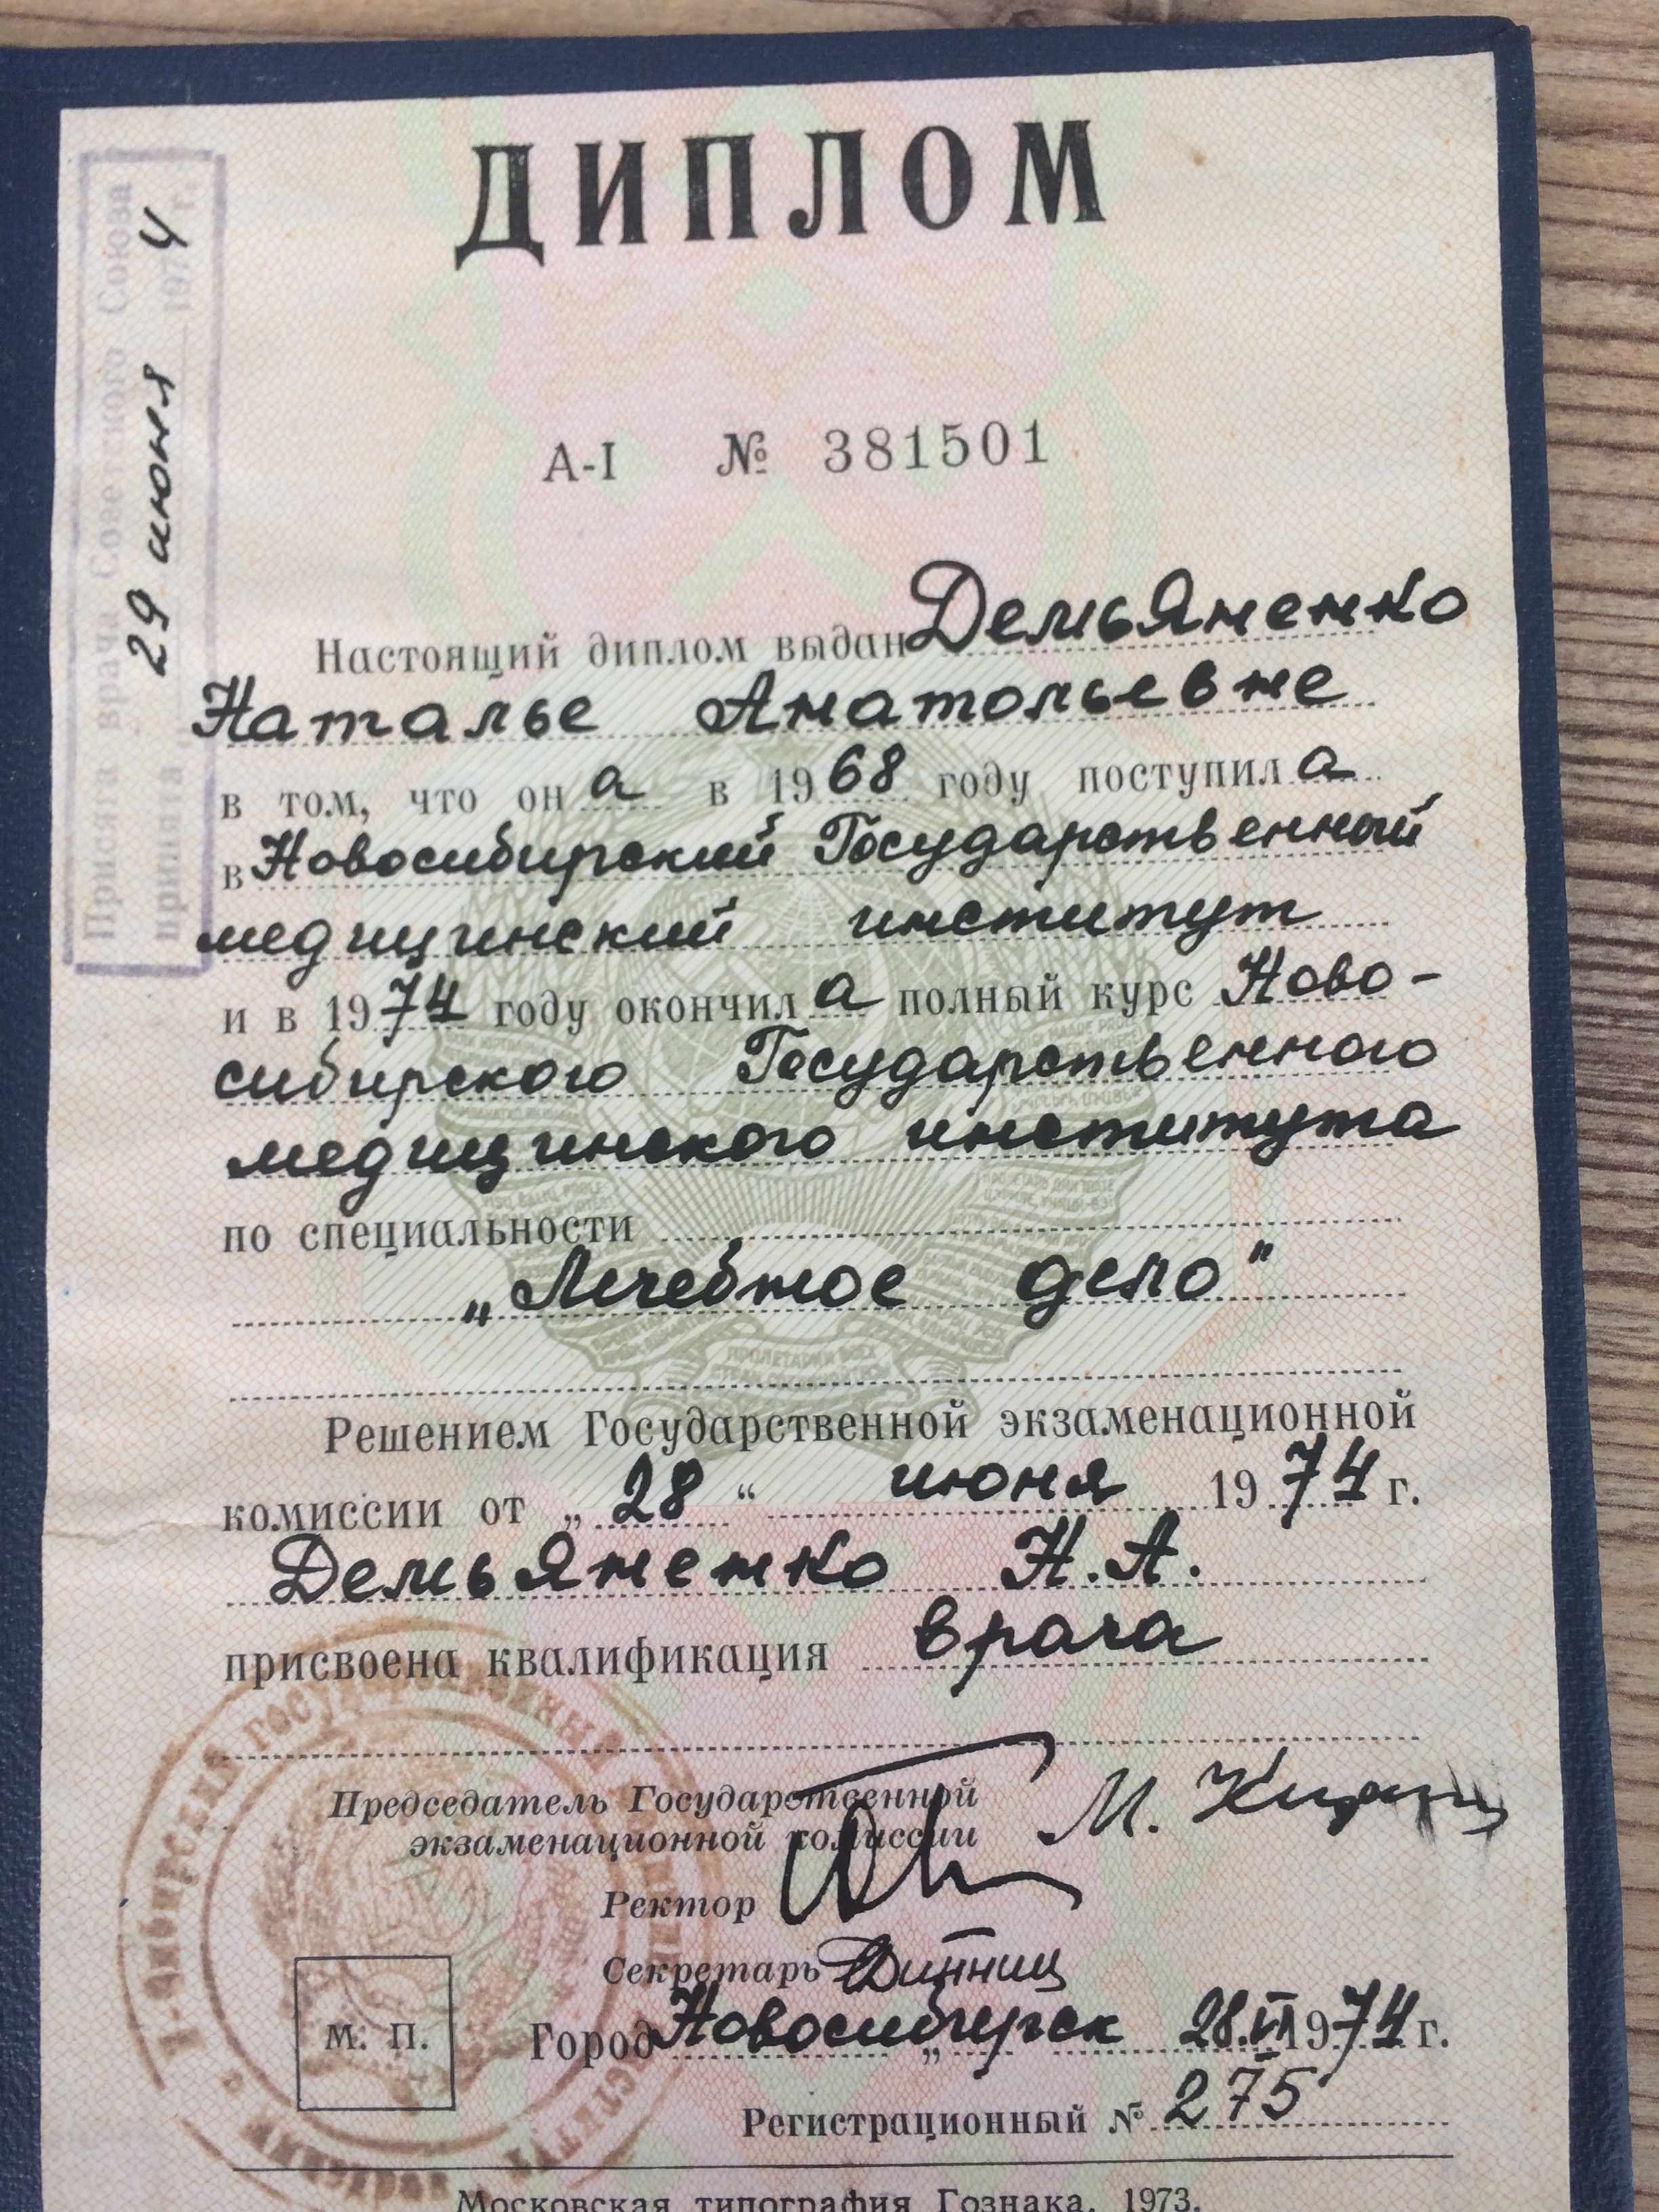 ДИПЛОМ
А-I № 381501
Присяга врача Советского Союза
29 июня 1974 г.
принята
Настоящий диплом выдан Демьяненко
Наталье Анатольевне
в том, что она в 1968 году поступила
в Новосибирский Государственный
медицинский институт
и в 1974 году окончила полный курс Ново-
сибирского Государственного
медицинского института
по специальности
„Лечебное дело"
Решением Государственной экзаменационной
комиссии от „28“ июня 1974 г.
Демьяненко Н.А.
присвоена квалификация врача
Председатель Государственной
экзаменационной комиссии М.
Ректор
Секретарь
М. П.
Город Новосибирск 28.VI 1974 г.
Регистрационный № 275
Московская типография Гознака. 1973.